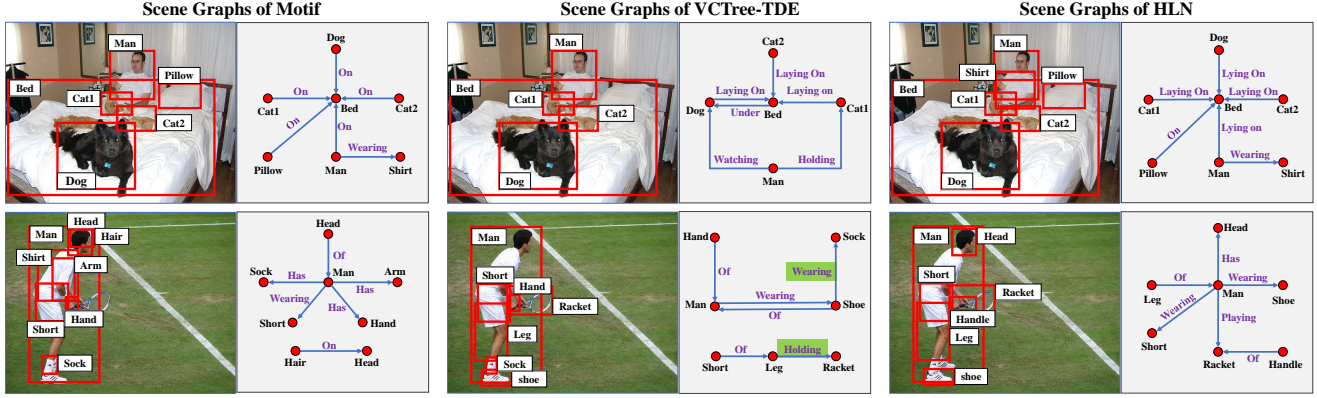 Scene Graphs of Motif
Scene Graphs of VCTree-TDE
Scene Graphs of HLN
Man
Pillow
Bed
Cat1
Cat2
Dog
Dog
On
On
On
Cat1
Bed
Cat2
On
On
Wearing
Pillow
Man
Shirt
Man
Bed
Cat1
Cat2
Dog
Cat2
Laying On
Laying On
Laying on
Dog
Under
Bed
Cat1
Watching
Holding
Man
Man
Shirt
Pillow
Bed
Cat1
Cat2
Dog
Dog
Lying On
Laying On
Laying On
Cat1
Bed
Cat2
On
Lying on
Wearing
Pillow
Man
Shirt
Head
Man
Hair
Shirt
Arm
Hand
Short
Sock
Head
Of
Sock
Has
Man
Arm
Has
Wearing
Has
Short
Hand
On
Hair
Head
Man
Short
Hand
Racket
Leg
Sock
shoe
Hand
Sock
Of
Wearing
Wearing
Man
Shoe
Of
Of
Holding
Short
Leg
Racket
Man
Head
Short
Racket
Handle
Leg
shoe
Head
Has
Of
Wearing
Leg
Man
Shoe
Wearing
Playing
Short
Of
Racket
Handle